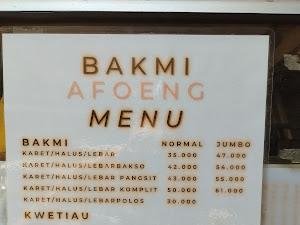 BAKMI
AFOENG
MENU
BAKMI NORMAL JUMBO
KARET/HALUS/LEBAR 35.000 47.000
KARET/HALUS/LEBARBAKSO 42.000 54.000
KARET/HALUS/LEBAR PANGSIT 43.000 55.000
KARET/HALUS/LEBAR KOMPLIT 50.000 61.000
KARET/HALUS/LEBARPOLOS 30.000
KWETIAU